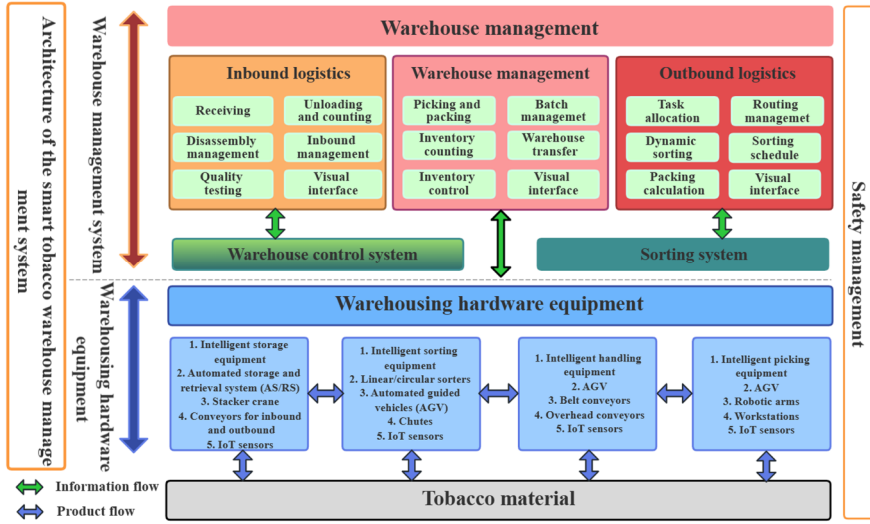 Architecture of the smart tobacco warehouse manage
ment system
Warehouse management system
Warehousing hardware
equipment
Warehouse management
Inbound logistics
Receiving
Unloading
and counting
Disassembly
management
Inbound
management
Quality
testing
Visual
interface
Warehouse management
Picking and
packing
Batch
managemet
Inventory
counting
Warehouse
transfer
Inventory
control
Visual
interface
Outbound logistics
Task
allocation
Routing
managemet
Dynamic
sorting
Sorting
schedule
Packing
calculation
Visual
interface
Warehouse control system
Sorting system
Warehousing hardware equipment
1. Intelligent storage
equipment
2. Automated storage and
retrieval system (AS/RS)
3. Stacker crane
4. Conveyors for inbound
and outbound
5. IoT sensors
1. Intelligent sorting
equipment
2. Linear/circular sorters
3. Automated guided
vehicles (AGV)
4. Chutes
5. IoT sensors
1. Intelligent handling
equipment
2. AGV
3. Belt conveyors
4. Overhead conveyors
5. IoT sensors
1. Intelligent picking
equipment
2. AGV
3. Robotic arms
4. Workstations
5. IoT sensors
Tobacco material
Safety management
Information flow
Product flow